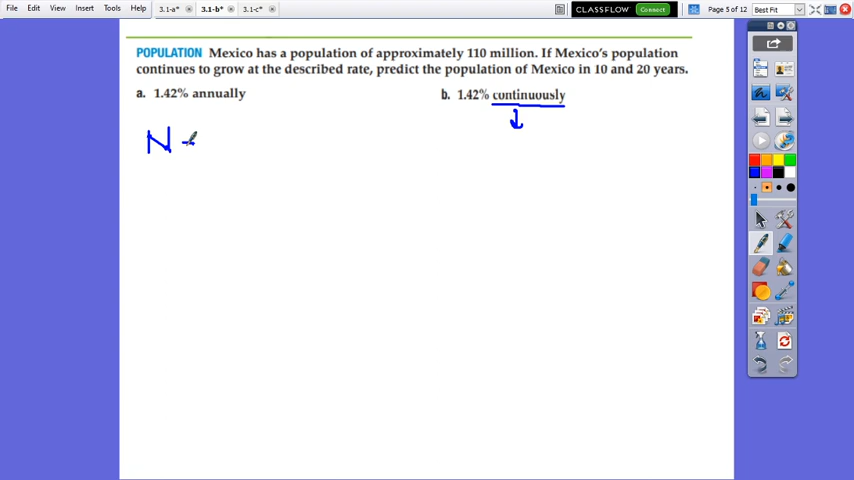 File Edit View Insert Tools Help 3.1-a* 3.1-b* 3.1-c* CLASSFLOW Connect Page 5 of 12 Best Fit
POPULATION Mexico has a population of approximately 110 million. If Mexico's population
continues to grow at the described rate, predict the population of Mexico in 10 and 20 years.
a. 1.42% annually
b. 1.42% continuously
N -